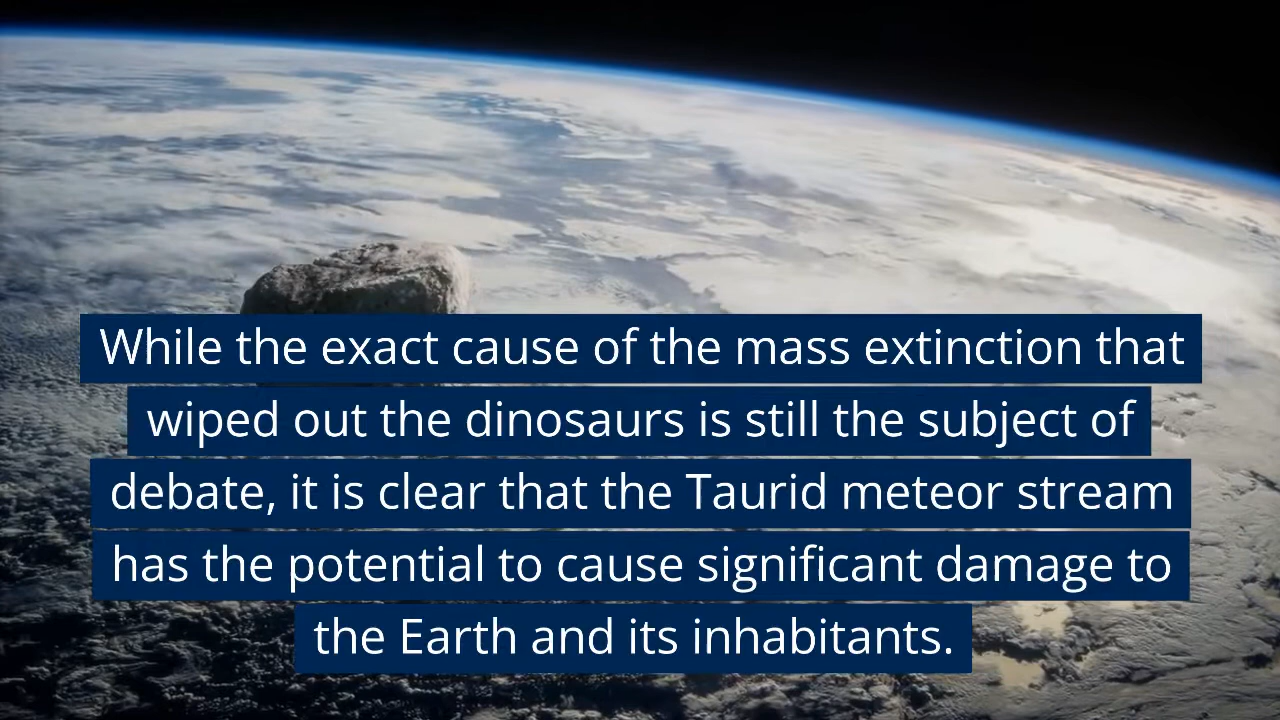 While the exact cause of the mass extinction that
wiped out the dinosaurs is still the subject of
debate, it is clear that the Taurid meteor stream
has the potential to cause significant damage to
the Earth and its inhabitants.